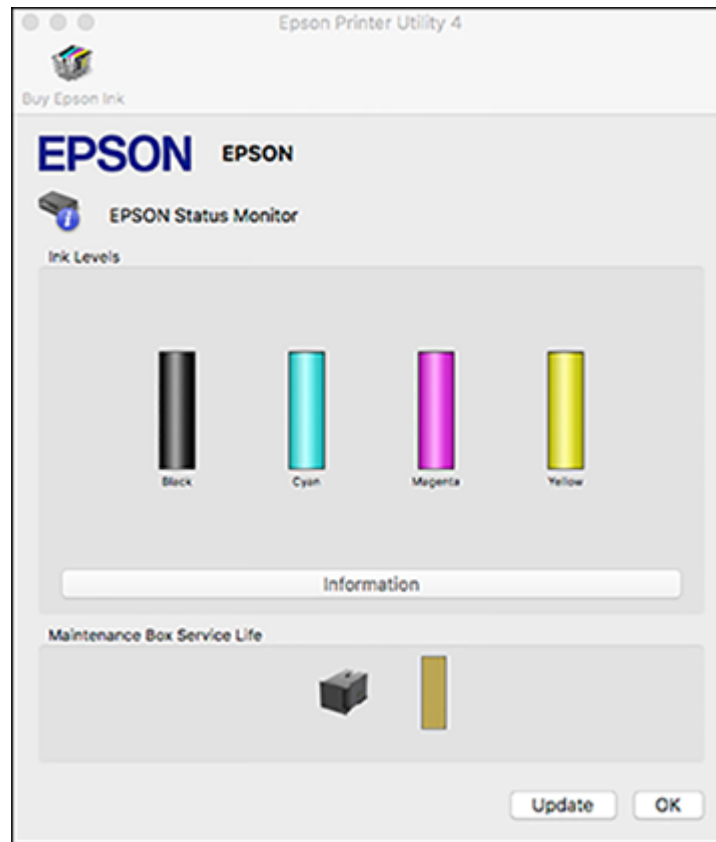 Epson Printer Utility 4
Buy Epson Ink
EPSON EPSON
EPSON Status Monitor
Ink Levels
Black Cyan Magenta Yellow
Information
Maintenance Box Service Life
Update OK